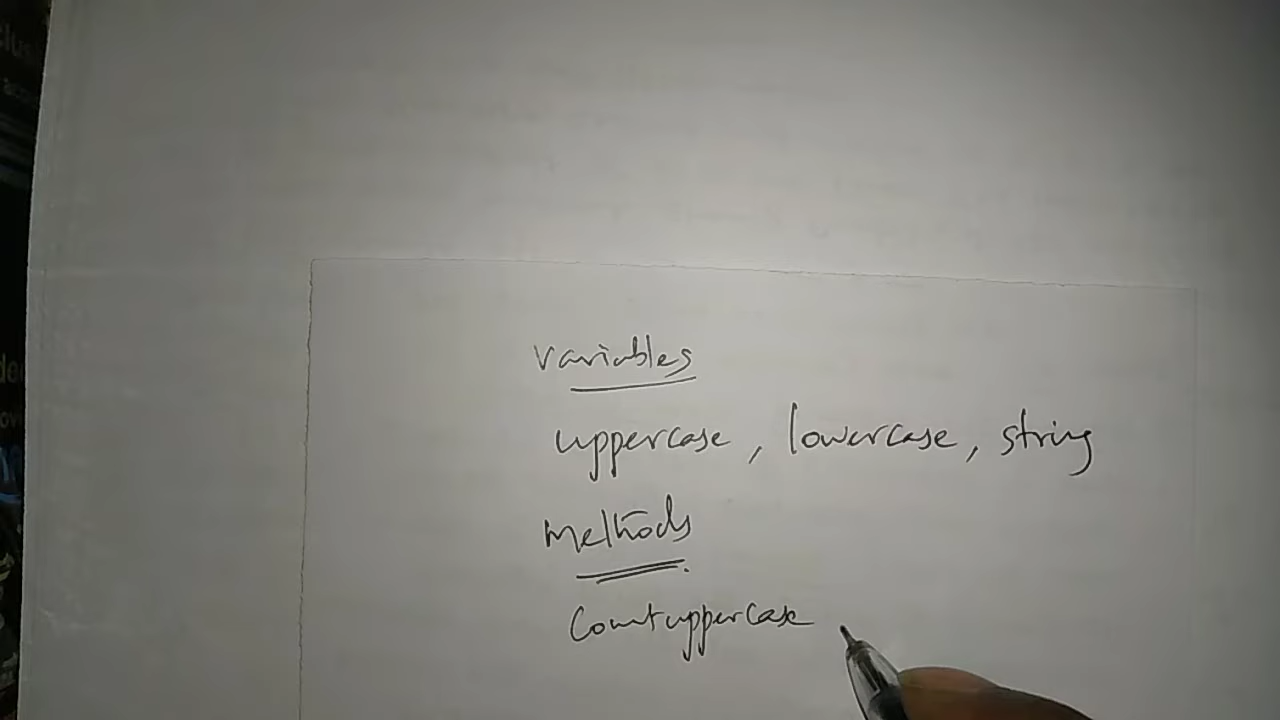 variables
uppercase, lowercase, string
methods
Countuppercase